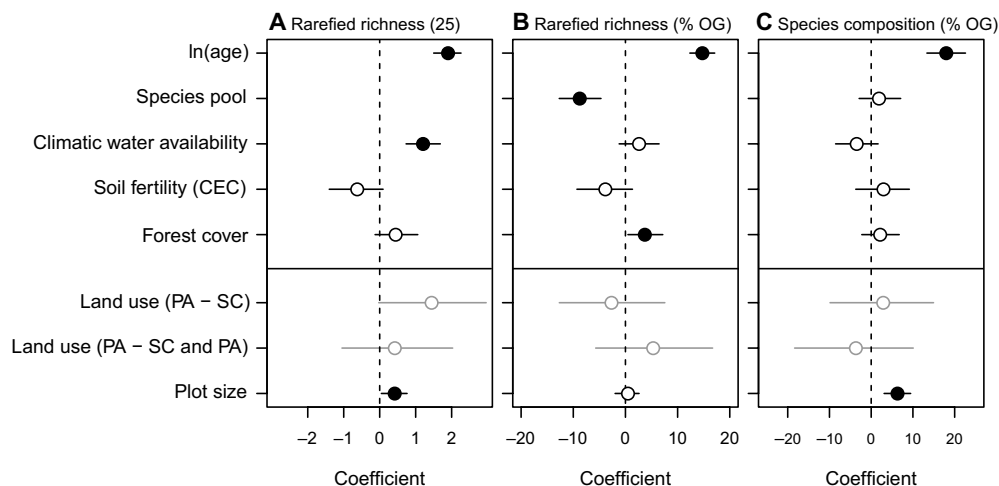 A Rarefied richness (25)
B Rarefied richness (% OG)
C Species composition (% OG)
ln(age)
Species pool
Climatic water availability
Soil fertility (CEC)
Forest cover
Land use (PA − SC)
Land use (PA − SC and PA)
Plot size
−2 −1 0 1 2
−20 −10 0 10 20
−20 −10 0 10 20
Coefficient
Coefficient
Coefficient